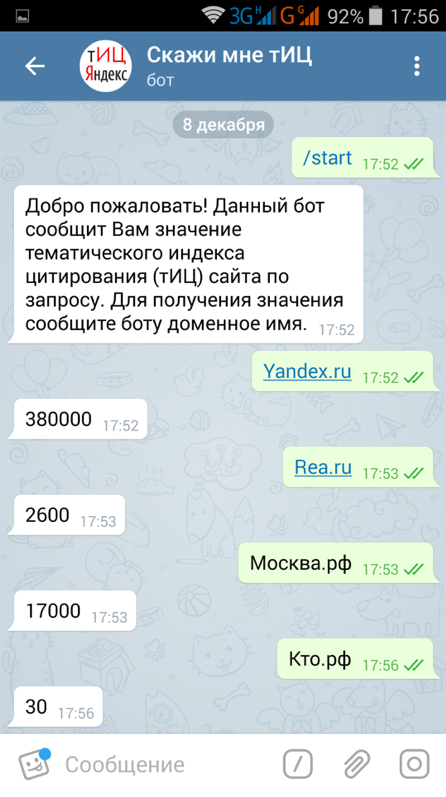 3G H G G 92% 17:56
тИЦ
Яндекс
Скажи мне тИЦ
бот
8 декабря
/start 17:52
Добро пожаловать! Данный бот
сообщит Вам значение
тематического индекса
цитирования (тИЦ) сайта по
запросу. Для получения значения
сообщите боту доменное имя. 17:52
Yandex.ru 17:52
380000 17:52
Rea.ru 17:53
2600 17:53
Москва.рф 17:53
17000 17:53
Кто.рф 17:56
30 17:56
Сообщение